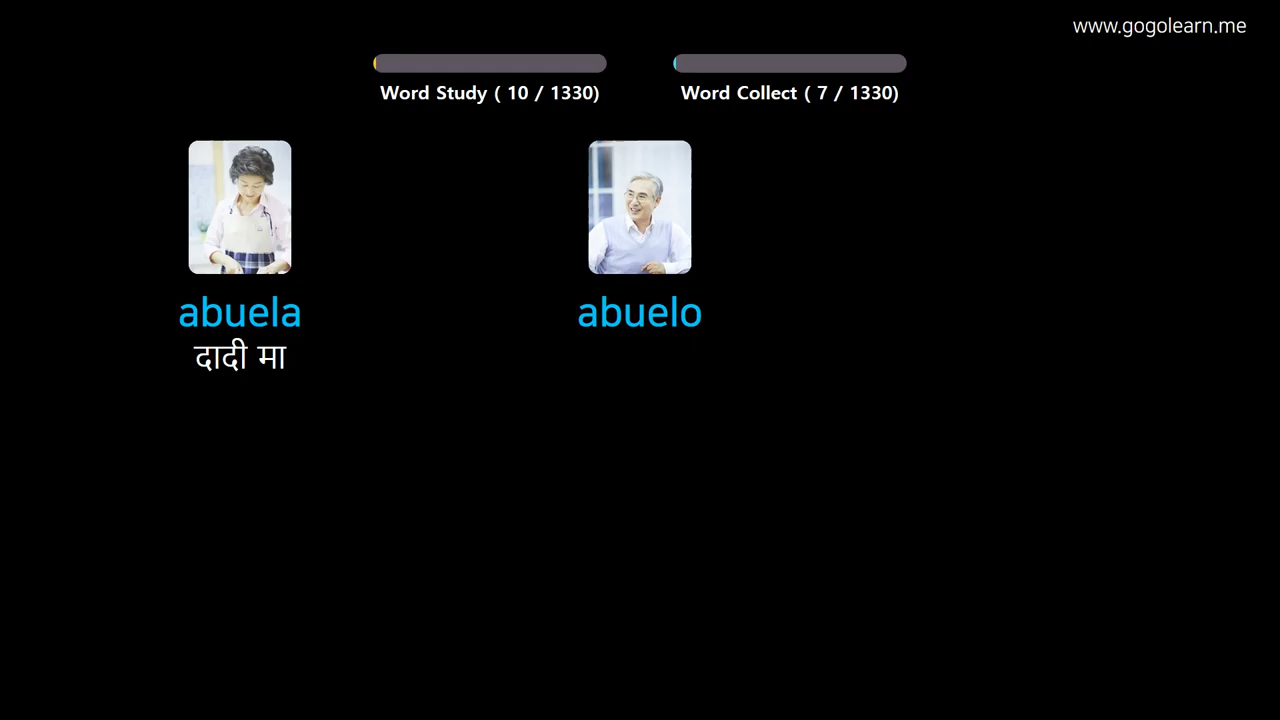 www.gogolearn.me
Word Study ( 10 / 1330)
Word Collect ( 7 / 1330)
abuela
दादी मा
abuelo